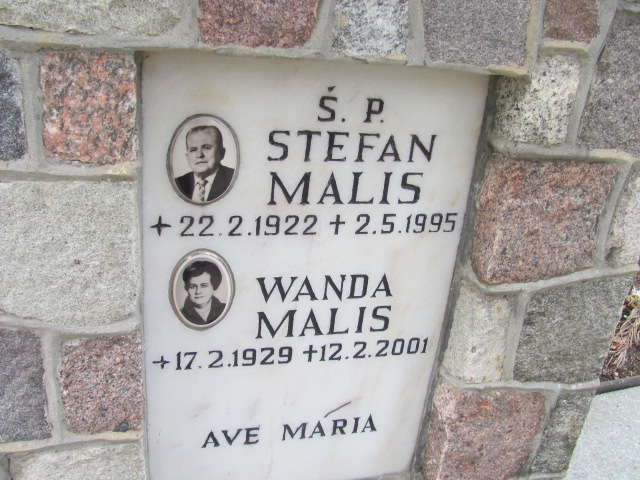 Ś. P.
STEFAN
MALIS
✦ 22.2.1922 ✝ 2.5.1995
WANDA
MALIS
✦ 17.2.1929 ✝ 12.2.2001
AVE MARIA